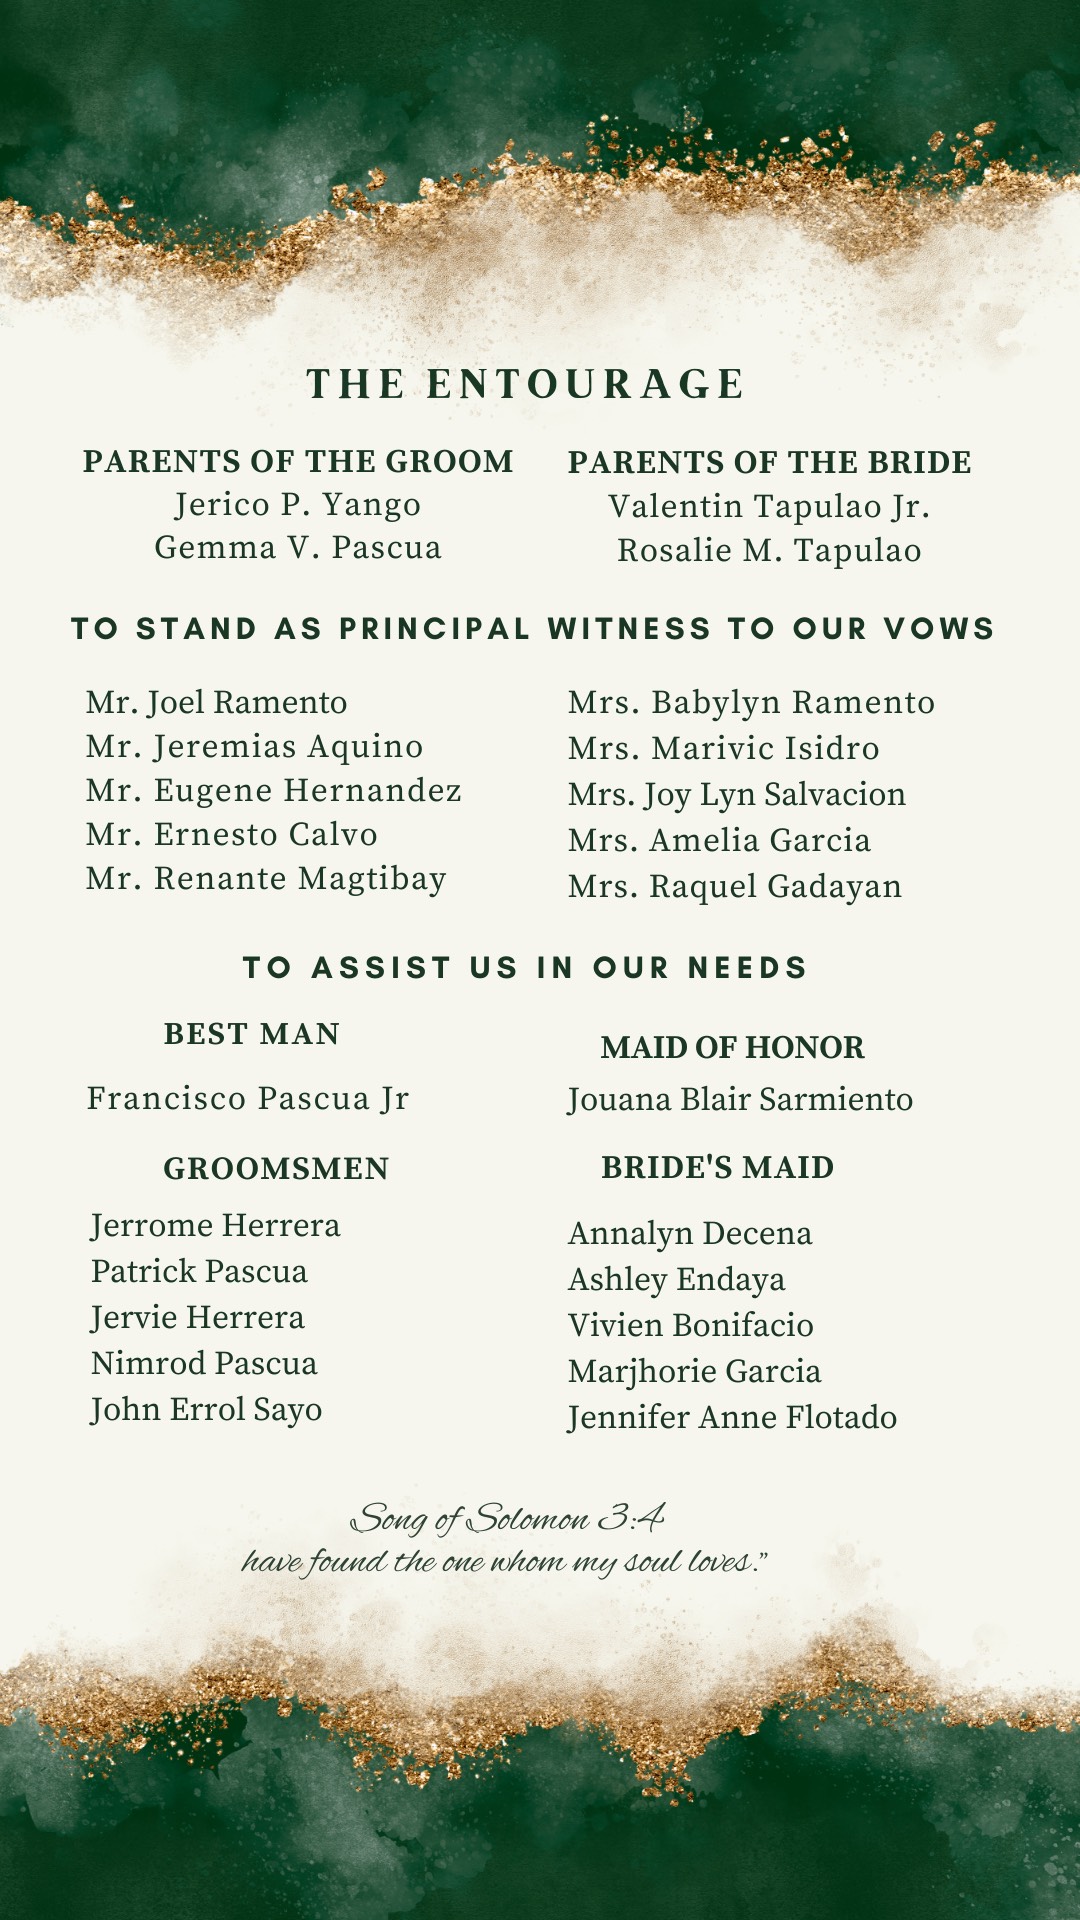 THE ENTOURAGE
PARENTS OF THE GROOM
Jerico P. Yango
Gemma V. Pascua
PARENTS OF THE BRIDE
Valentin Tapulao Jr.
Rosalie M. Tapulao
TO STAND AS PRINCIPAL WITNESS TO OUR VOWS
Mr. Joel Ramento
Mr. Jeremias Aquino
Mr. Eugene Hernandez
Mr. Ernesto Calvo
Mr. Renante Magtibay
Mrs. Babylyn Ramento
Mrs. Marivic Isidro
Mrs. Joy Lyn Salvacion
Mrs. Amelia Garcia
Mrs. Raquel Gadayan
TO ASSIST US IN OUR NEEDS
BEST MAN
Francisco Pascua Jr
MAID OF HONOR
Jouana Blair Sarmiento
GROOMSMEN
Jerrome Herrera
Patrick Pascua
Jervie Herrera
Nimrod Pascua
John Errol Sayo
BRIDE'S MAID
Annalyn Decena
Ashley Endaya
Vivien Bonifacio
Marjhorie Garcia
Jennifer Anne Flotado
Song of Solomon 3:4
have found the one whom my soul loves.”